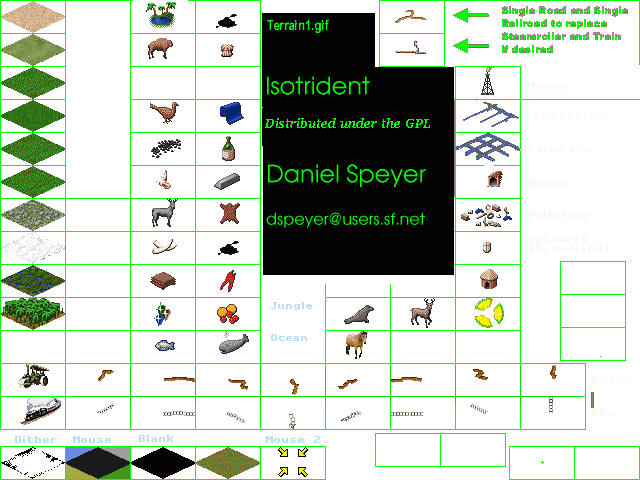 Terrain1.gif
Single Road and Single
Railroad to replace
Steamroller and Train
if desired
Isotrident
Mining
Irrigation
Distributed under the GPL
Farmland
Daniel Speyer
Mining
dspeyer@users.sf.net
Pollution
Resource
(Grassland)
Jungle
Ocean
Roads
RRs
Dither Mouse Blank Mouse 2